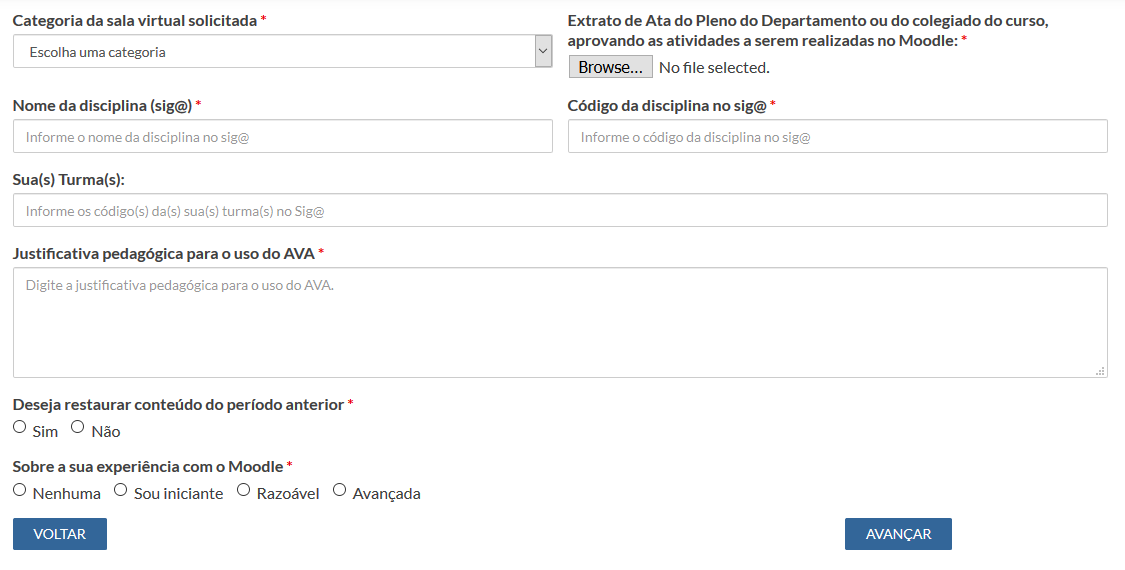 Categoria da sala virtual solicitada *
Escolha uma categoria
Extrato de Ata do Pleno do Departamento ou do colegiado do curso,
aprovando as atividades a serem realizadas no Moodle: *
Browse... No file selected.
Nome da disciplina (sig@) *
Informe o nome da disciplina no sig@
Código da disciplina no sig@ *
Informe o código da disciplina no sig@
Sua(s) Turma(s):
Informe os código(s) da(s) sua(s) turma(s) no Sig@
Justificativa pedagógica para o uso do AVA *
Digite a justificativa pedagógica para o uso do AVA.
Deseja restaurar conteúdo do período anterior *
Sim Não
Sobre a sua experiência com o Moodle *
Nenhuma Sou iniciante Razoável Avançada
VOLTAR AVANÇAR